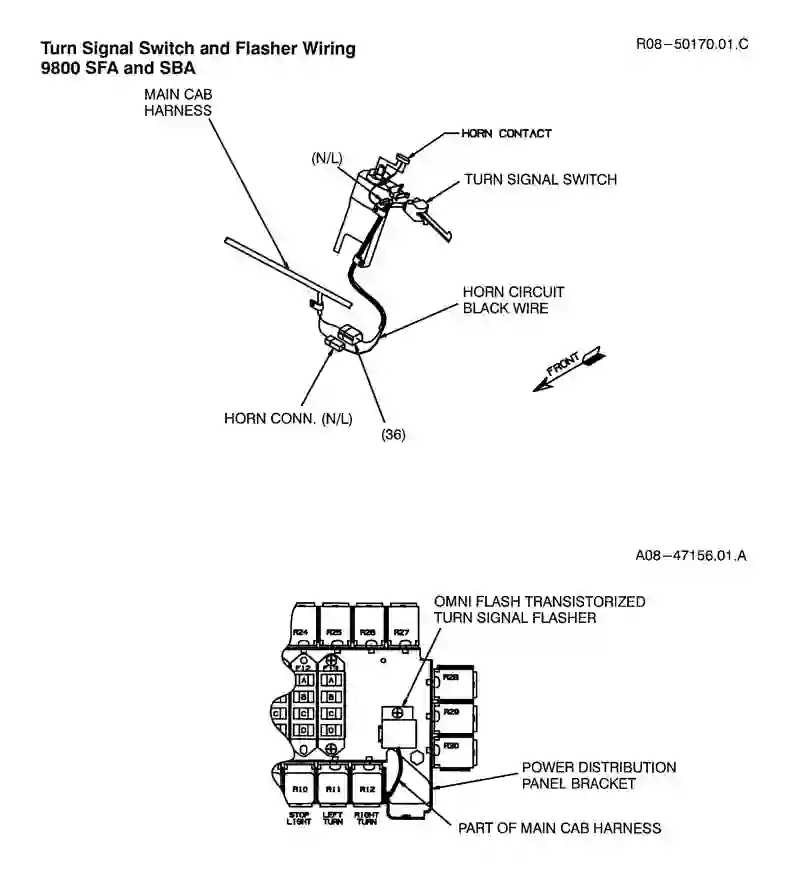 Turn Signal Switch and Flasher Wiring
9800 SFA and SBA
R08–50170.01.C
MAIN CAB
HARNESS
HORN CONTACT
(N/L)
TURN SIGNAL SWITCH
HORN CIRCUIT
BLACK WIRE
FRONT
HORN CONN. (N/L)
(36)
A08–47156.01.A
OMNI FLASH TRANSISTORIZED
TURN SIGNAL FLASHER
R24 R25 R26 R27
F12 F13
R28
A A
B B
C C C
R29
D D
R30
POWER DISTRIBUTION
PANEL BRACKET
R10 R11 R12
STOP LIGHT
LEFT TURN
RIGHT TURN
PART OF MAIN CAB HARNESS